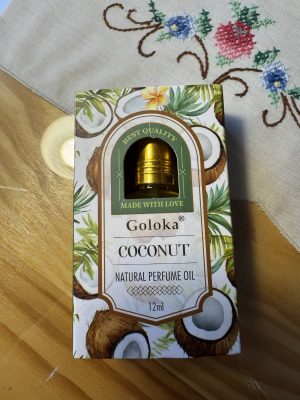 BEST QUALITY
MADE WITH LOVE
Goloka®
COCONUT
NATURAL PERFUME OIL
12ml